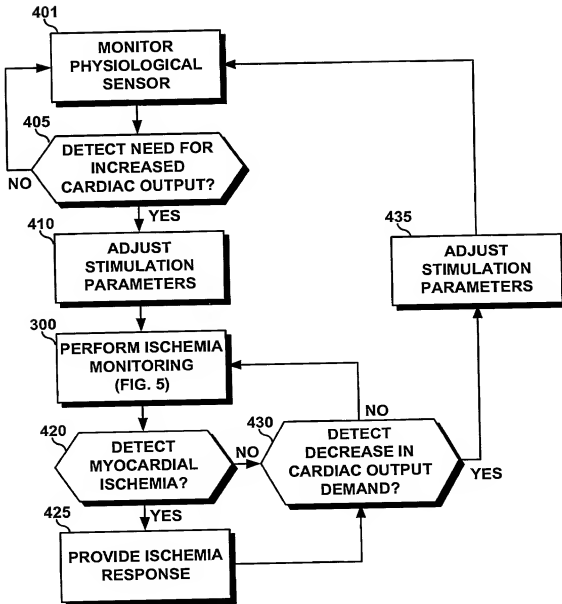 401
MONITOR
PHYSIOLOGICAL
SENSOR
405
DETECT NEED FOR
INCREASED
CARDIAC OUTPUT?
NO
YES
410
ADJUST
STIMULATION
PARAMETERS
435
ADJUST
STIMULATION
PARAMETERS
300
PERFORM ISCHEMIA
MONITORING
(FIG. 5)
420
DETECT
MYOCARDIAL
ISCHEMIA?
NO
YES
430
NO
DETECT
DECREASE IN
CARDIAC OUTPUT
DEMAND?
YES
425
PROVIDE ISCHEMIA
RESPONSE